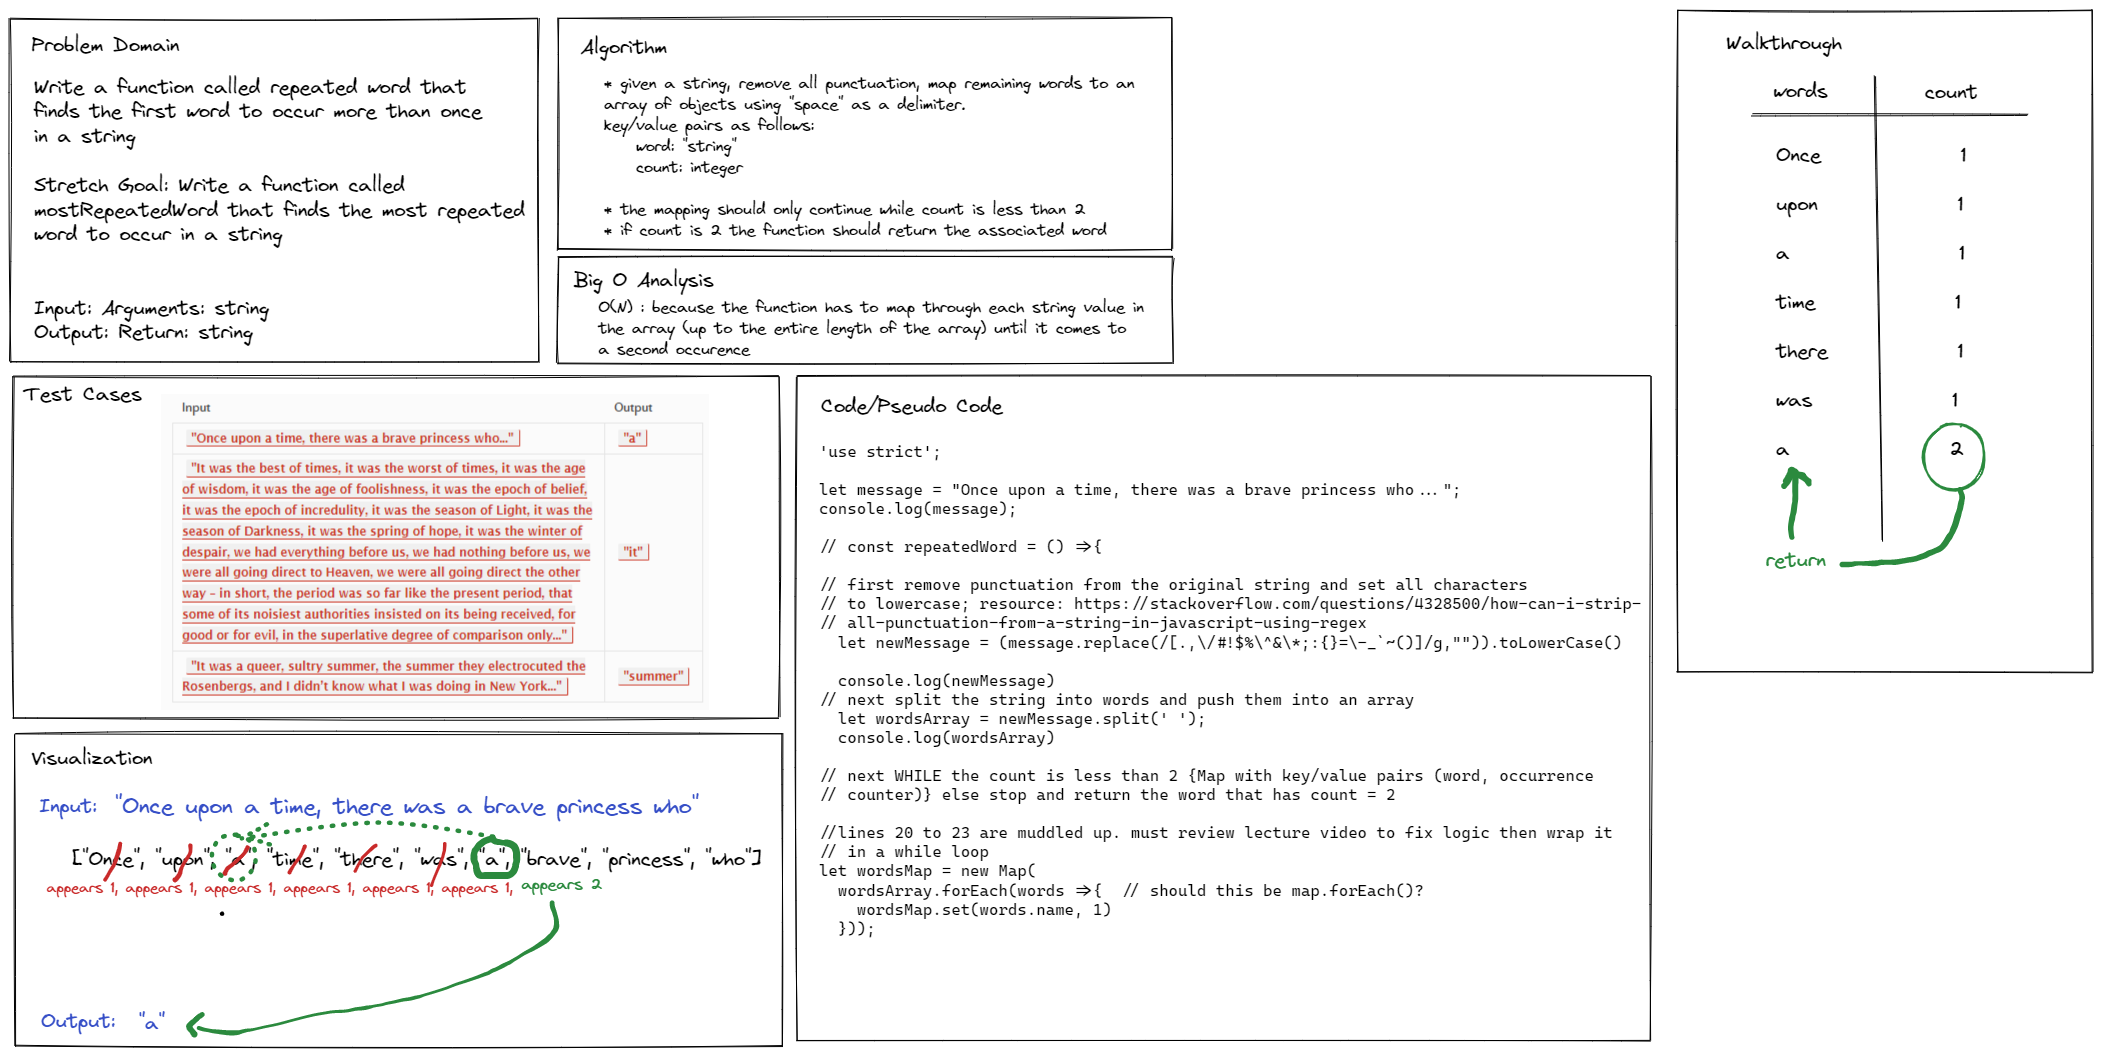 Problem Domain
Write a function called repeated word that
finds the first word to occur more than once
in a string
Stretch Goal: Write a function called
mostRepeatedWord that finds the most repeated
word to occur in a string
Input: Arguments: string
Output: Return: string
Algorithm
* given a string, remove all punctuation, map remaining words to an
array of objects using "space" as a delimiter.
key/value pairs as follows:
word: "string"
count: integer
* the mapping should only continue while count is less than 2
* if count is 2 the function should return the associated word
Big O Analysis
O(N) : because the function has to map through each string value in
the array (up to the entire length of the array) until it comes to
a second occurence
Test Cases
Input Output
"Once upon a time, there was a brave princess who..." "a"
"It was the best of times, it was the worst of times, it was the age
of wisdom, it was the age of foolishness, it was the epoch of belief,
it was the epoch of incredulity, it was the season of Light, it was the
season of Darkness, it was the spring of hope, it was the winter of
despair, we had everything before us, we had nothing before us, we
were all going direct to Heaven, we were all going direct the other
way – in short, the period was so far like the present period, that
some of its noisiest authorities insisted on its being received, for
good or for evil, in the superlative degree of comparison only..."
"it"
"It was a queer, sultry summer, the summer they electrocuted the
Rosenbergs, and I didn't know what I was doing in New York..."
"summer"
Visualization
Input: "Once upon a time, there was a brave princess who"
["Once", "upon", "a", "time", "there", "was", "a", "brave", "princess", "who"]
appears 1, appears 1, appears 1, appears 1, appears 1, appears 1, appears 2
Output: "a"
Code/Pseudo Code
'use strict';
let message = "Once upon a time, there was a brave princess who...";
console.log(message);
// const repeatedWord = () =>{
// first remove punctuation from the original string and set all characters
// to lowercase; resource: https://stackoverflow.com/questions/4328500/how-can-i-strip-
// all-punctuation-from-a-string-in-javascript-using-regex
let newMessage = (message.replace(/[.,\/#!$%\^&\*;:{}=\-_`~()]/g,"")).toLowerCase()
console.log(newMessage)
// next split the string into words and push them into an array
let wordsArray = newMessage.split(' ');
console.log(wordsArray)
// next WHILE the count is less than 2 {Map with key/value pairs (word, occurrence
// counter)} else stop and return the word that has count = 2
//lines 20 to 23 are muddled up. must review lecture video to fix logic then wrap it
// in a while loop
let wordsMap = new Map(
wordsArray.forEach(words =>{ // should this be map.forEach()?
wordsMap.set(words.name, 1)
}));
Walkthrough
words count
Once 1
upon 1
a 1
time 1
there 1
was 1
a 2
return